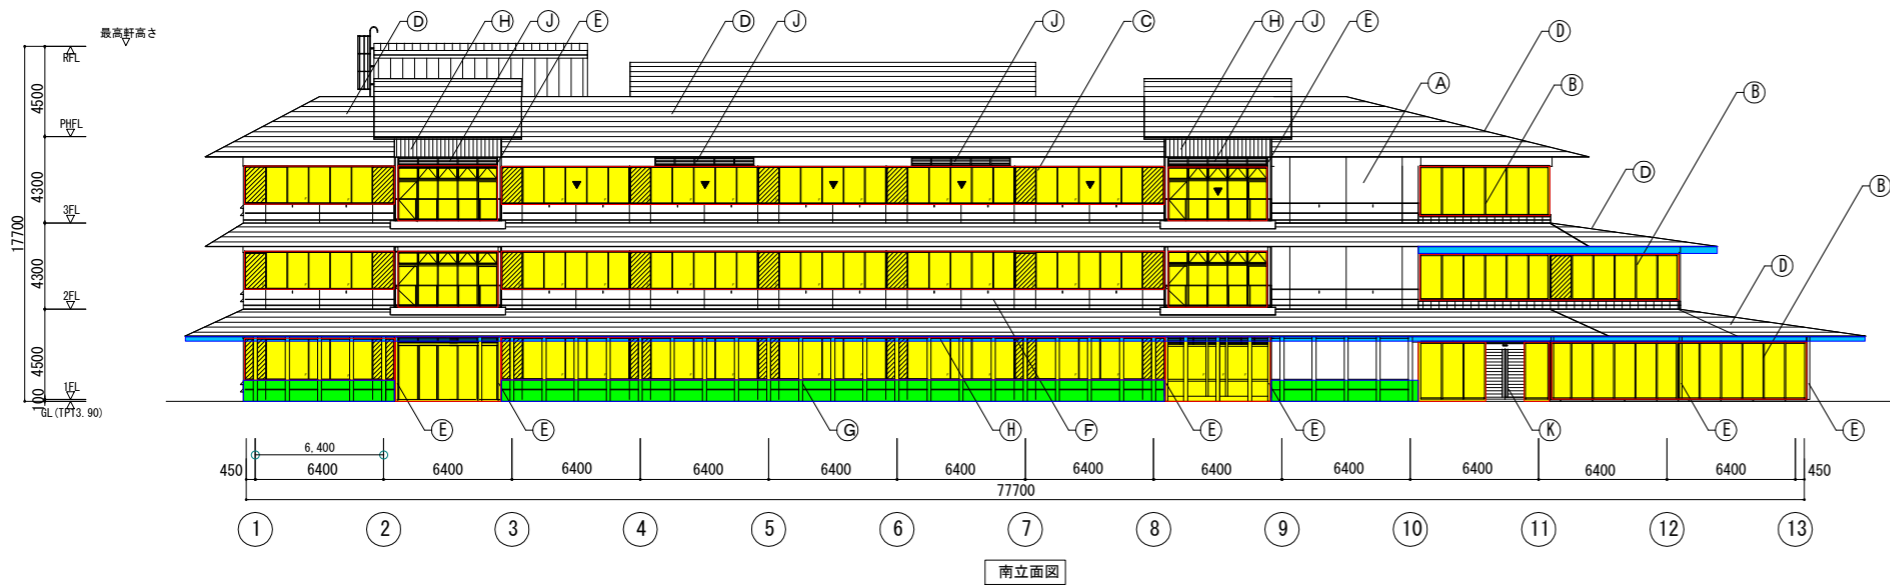 D H J E D J J C H J E D
最高軒高さ
RFL
A B B
4500
PHFL
D B
4300
3FL
17700
4300
D
2FL
4500
1FL
100
GL(TP13.90)
E E G H F E E K E E
6,400
450 6400 6400 6400 6400 6400 6400 6400 6400 6400 6400 6400 6400 450
77700
1 2 3 4 5 6 7 8 9 10 11 12 13
南立面図